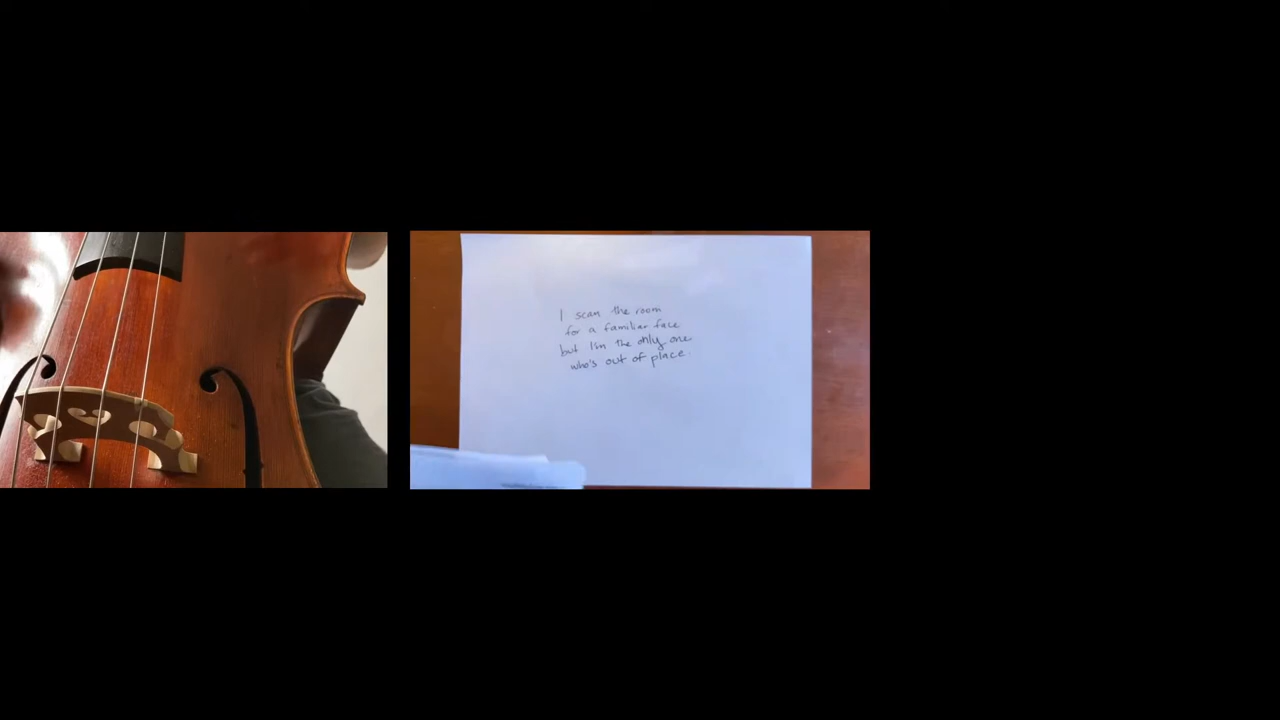 I scan the room
for a familiar face
but I'm the only one
who's out of place.